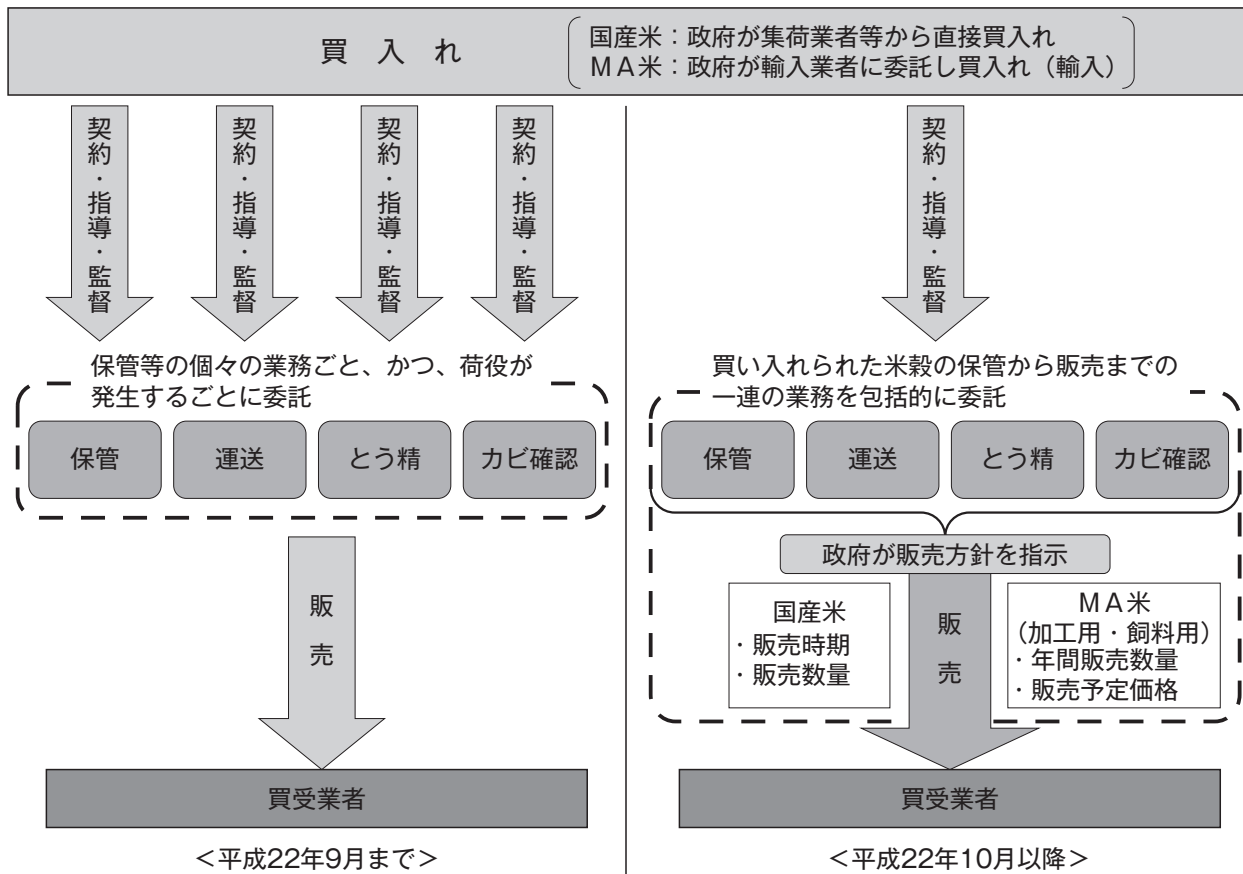 買入れ
国産米：政府が集荷業者等から直接買入れ
ＭＡ米：政府が輸入業者に委託し買入れ（輸入）
契約・指導・監督
契約・指導・監督
契約・指導・監督
契約・指導・監督
保管等の個々の業務ごと、かつ、荷役が
発生するごとに委託
保管
運送
とう精
カビ確認
販売
買受業者
＜平成22年9月まで＞
契約・指導・監督
買い入れられた米穀の保管から販売までの
一連の業務を包括的に委託
保管
運送
とう精
カビ確認
政府が販売方針を指示
国産米
・販売時期
・販売数量
販売
ＭＡ米
（加工用・飼料用）
・年間販売数量
・販売予定価格
買受業者
＜平成22年10月以降＞